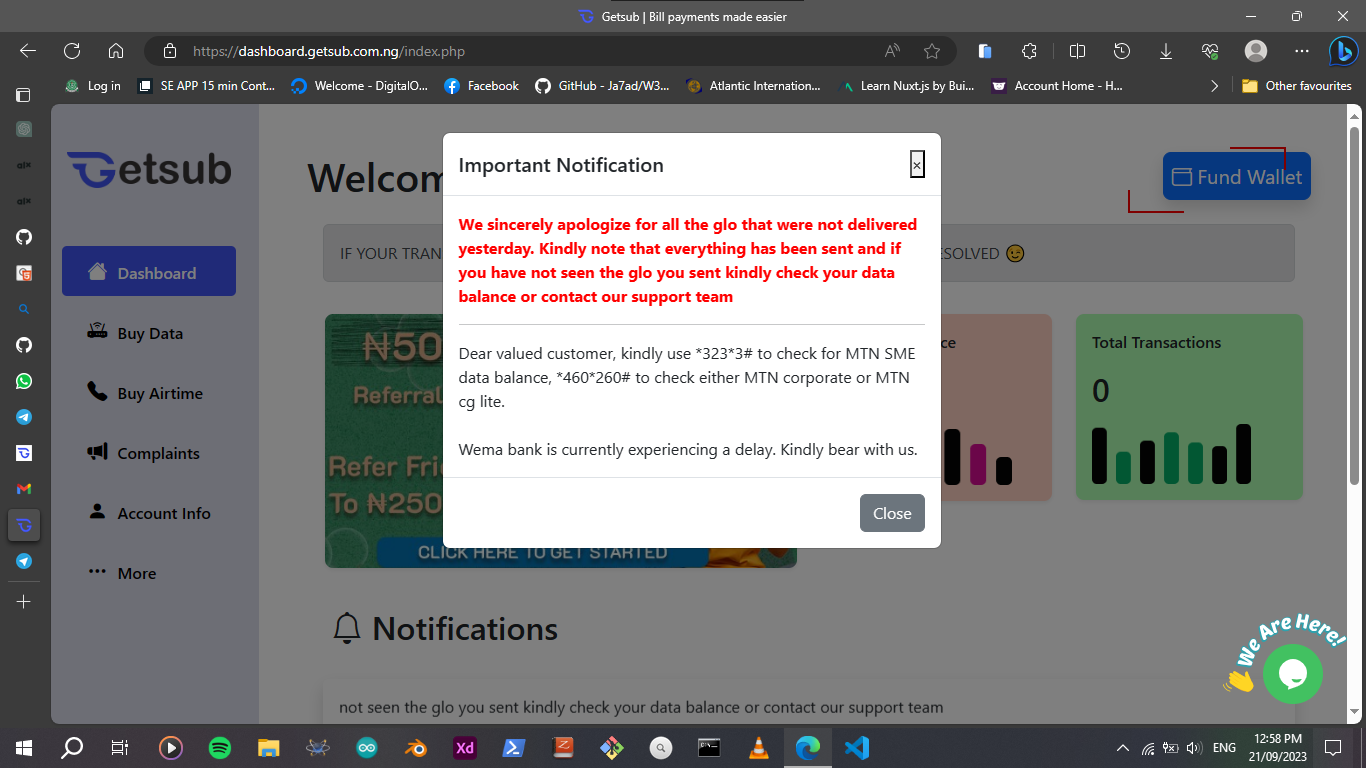 Getsub | Bill payments made easier
https://dashboard.getsub.com.ng/index.php
Log in
SE APP 15 min Cont...
Welcome - DigitalO...
Facebook
GitHub - Ja7ad/W3...
Atlantic Internation...
Learn Nuxt.js by Bui...
Account Home - H...
Other favourites
Getsub
Dashboard
Buy Data
Buy Airtime
Complaints
Account Info
More
Welcom
Fund Wallet
IF YOUR TRAN
ESOLVED 😉
Important Notification
×
We sincerely apologize for all the glo that were not delivered
yesterday. Kindly note that everything has been sent and if
you have not seen the glo you sent kindly check your data
balance or contact our support team
Dear valued customer, kindly use *323*3# to check for MTN SME
data balance, *460*260# to check either MTN corporate or MTN
cg lite.
Wema bank is currently experiencing a delay. Kindly bear with us.
Close
₦50
Referral
Refer Frie
To ₦250
CLICK HERE TO GET STARTED
ce
Total Transactions
0
Notifications
not seen the glo you sent kindly check your data balance or contact our support team
We Are Here!
Xd
ENG
12:58 PM
21/09/2023